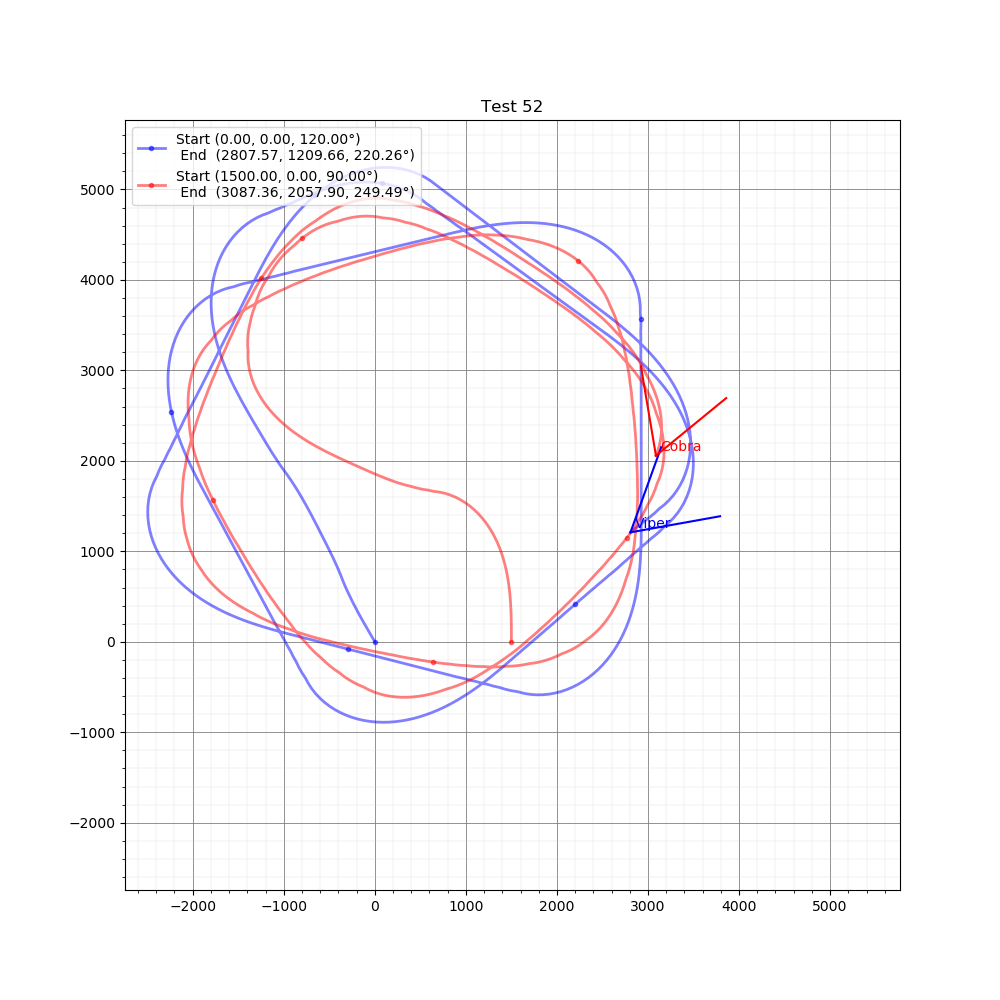 Test 52
Start (0.00, 0.00, 120.00°)
End (2807.57, 1209.66, 220.26°)
Start (1500.00, 0.00, 90.00°)
End (3087.36, 2057.90, 249.49°)
5000
4000
3000
2000
1000
0
−1000
−2000
Cobra
Viper
−2000 −1000 0 1000 2000 3000 4000 5000